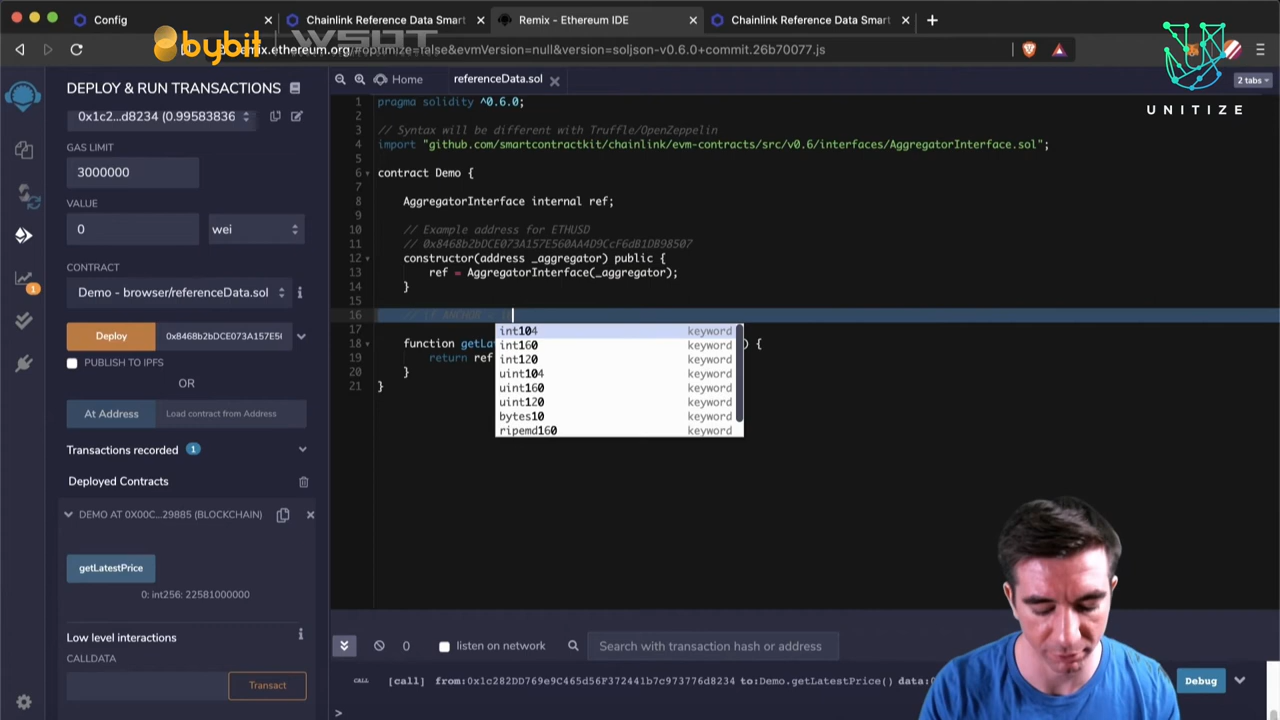 Config
Chainlink Reference Data Smart
Remix - Ethereum IDE
Chainlink Reference Data Smart
bybit WSOT
remix.ethereum.org/#optimize=false&evmVersion=null&version=soljson-v0.6.0+commit.26b70077.js
2 tabs
UNITIZE
DEPLOY & RUN TRANSACTIONS
0x1c2...d8234 (0.99583836
GAS LIMIT
3000000
VALUE
0
wei
CONTRACT
Demo - browser/referenceData.sol
Deploy
0x8468b2bDCE073A157E5
PUBLISH TO IPFS
OR
At Address
Load contract from Address
Transactions recorded 1
Deployed Contracts
DEMO AT 0X00C...29885 (BLOCKCHAIN)
getLatestPrice
0: int256: 22581000000
Low level interactions
CALLDATA
Transact
1
Home
referenceData.sol
1 pragma solidity ^0.6.0;
2
3 // Syntax will be different with Truffle/OpenZeppelin
4 import "github.com/smartcontractkit/chainlink/evm-contracts/src/v0.6/interfaces/AggregatorInterface.sol";
5
6 contract Demo {
7
8 AggregatorInterface internal ref;
9
10 // Example address for ETHUSD
11 // 0x8468b2bDCE073A157E560AA4D9CcF6dB1DB98507
12 constructor(address _aggregator) public {
13 ref = AggregatorInterface(_aggregator);
14 }
15
16 // if ANCHOR
17
18 function getLa ) {
19 return ref
20 }
21 }
int104 keyword
int160 keyword
int120 keyword
uint104 keyword
uint160 keyword
uint120 keyword
bytes10 keyword
ripemd160 keyword
0
listen on network
Search with transaction hash or address
CALL
[call] from:0x1c282DD769e9C465d56F372441b7c973776d8234 to:Demo.getLatestPrice() data:0
Debug
>